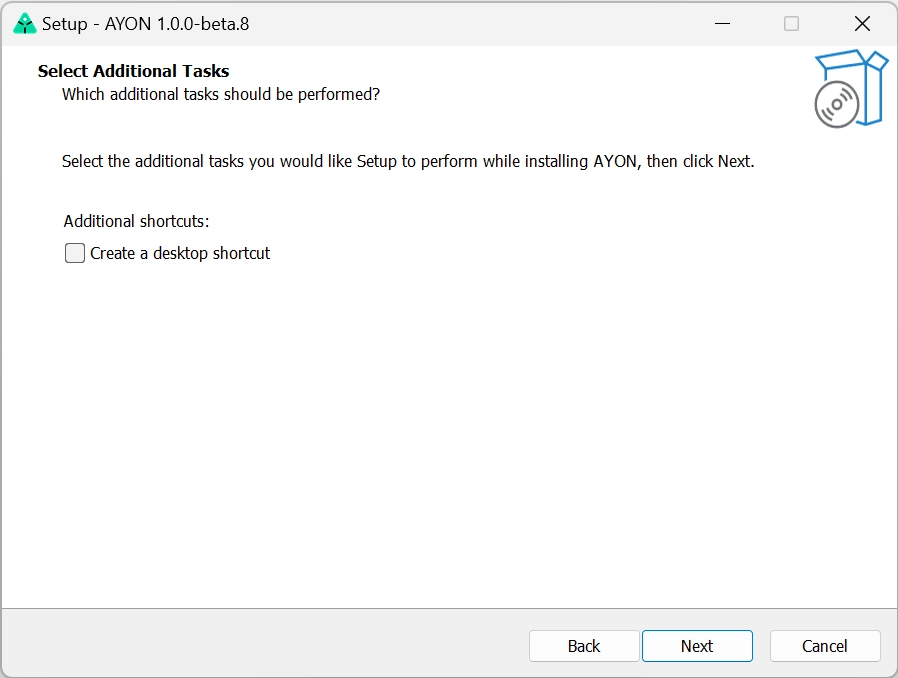 Setup - AYON 1.0.0-beta.8
Select Additional Tasks
Which additional tasks should be performed?
Select the additional tasks you would like Setup to perform while installing AYON, then click Next.
Additional shortcuts:
Create a desktop shortcut
Back Next Cancel